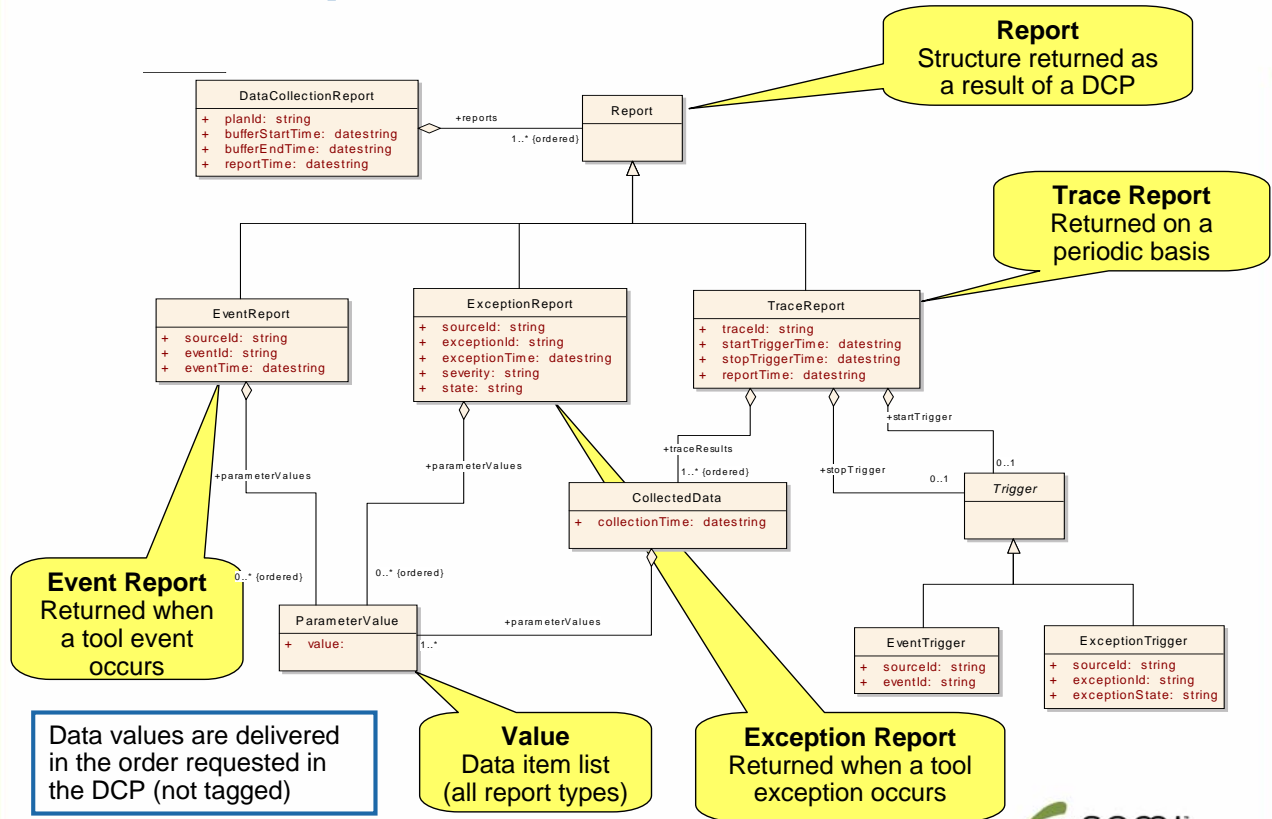 Report
Structure returned as
a result of a DCP
DataCollectionReport
+ planId: string
+ bufferStartTime: datestring
+ bufferEndTime: datestring
+ reportTime: datestring
+reports
1..* {ordered}
Report
Trace Report
Returned on a
periodic basis
EventReport
+ sourceId: string
+ eventId: string
+ eventTime: datestring
ExceptionReport
+ sourceId: string
+ exceptionId: string
+ exceptionTime: datestring
+ severity: string
+ state: string
TraceReport
+ traceId: string
+ startTriggerTime: datestring
+ stopTriggerTime: datestring
+ reportTime: datestring
+parameterValues
0..* {ordered}
+parameterValues
0..* {ordered}
+traceResults
1..* {ordered}
+stopTrigger
0..1
+startTrigger
0..1
CollectedData
+ collectionTime: datestring
Trigger
Event Report
Returned when
a tool event
occurs
ParameterValue
+ value:
+parameterValues
1..*
EventTrigger
+ sourceId: string
+ eventId: string
ExceptionTrigger
+ sourceId: string
+ exceptionId: string
+ exceptionState: string
Data values are delivered
in the order requested in
the DCP (not tagged)
Value
Data item list
(all report types)
Exception Report
Returned when a tool
exception occurs